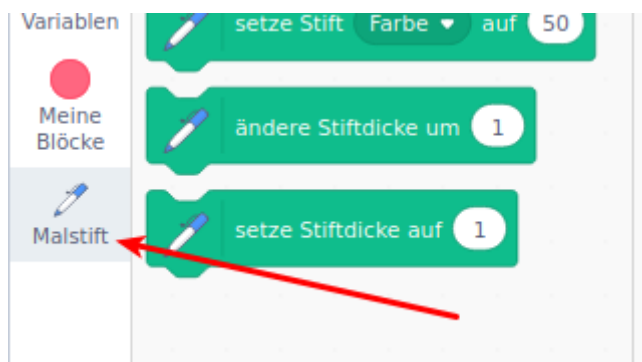 Variablen
Meine
Blöcke
Malstift
setze Stift Farbe auf 50
ändere Stiftdicke um 1
setze Stiftdicke auf 1